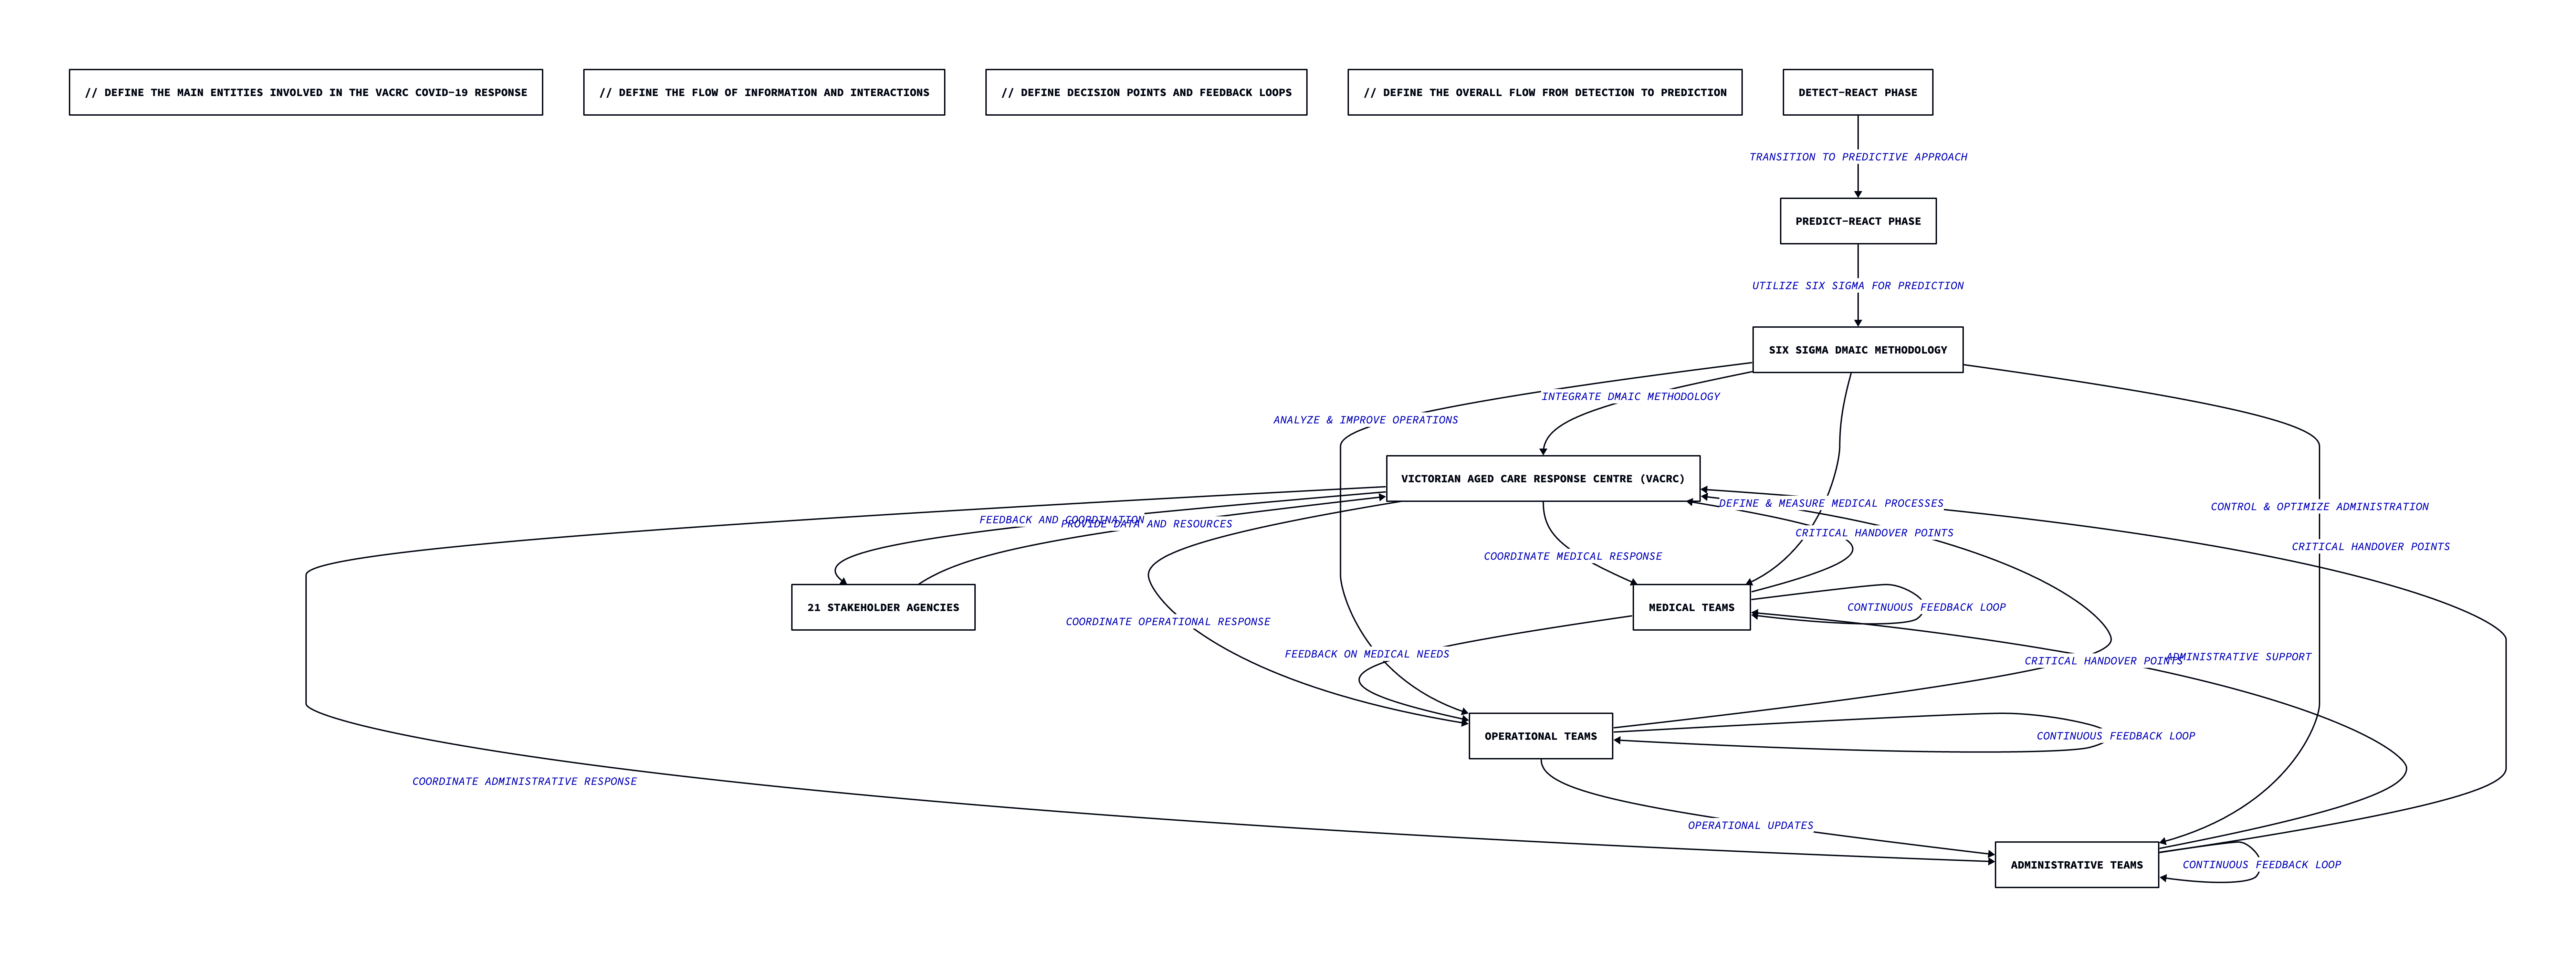 // DEFINE THE MAIN ENTITIES INVOLVED IN THE VACRC COVID-19 RESPONSE
// DEFINE THE FLOW OF INFORMATION AND INTERACTIONS
// DEFINE DECISION POINTS AND FEEDBACK LOOPS
// DEFINE THE OVERALL FLOW FROM DETECTION TO PREDICTION
DETECT-REACT PHASE
TRANSITION TO PREDICTIVE APPROACH
PREDICT-REACT PHASE
UTILIZE SIX SIGMA FOR PREDICTION
SIX SIGMA DMAIC METHODOLOGY
INTEGRATE DMAIC METHODOLOGY
ANALYZE & IMPROVE OPERATIONS
VICTORIAN AGED CARE RESPONSE CENTRE (VACRC)
DEFINE & MEASURE MEDICAL PROCESSES
CONTROL & OPTIMIZE ADMINISTRATION
FEEDBACK AND COORDINATION
PROVIDE DATA AND RESOURCES
CRITICAL HANDOVER POINTS
CRITICAL HANDOVER POINTS
COORDINATE MEDICAL RESPONSE
21 STAKEHOLDER AGENCIES
MEDICAL TEAMS
CONTINUOUS FEEDBACK LOOP
COORDINATE OPERATIONAL RESPONSE
FEEDBACK ON MEDICAL NEEDS
CRITICAL HANDOVER POINTS
ADMINISTRATIVE SUPPORT
OPERATIONAL TEAMS
CONTINUOUS FEEDBACK LOOP
COORDINATE ADMINISTRATIVE RESPONSE
OPERATIONAL UPDATES
ADMINISTRATIVE TEAMS
CONTINUOUS FEEDBACK LOOP